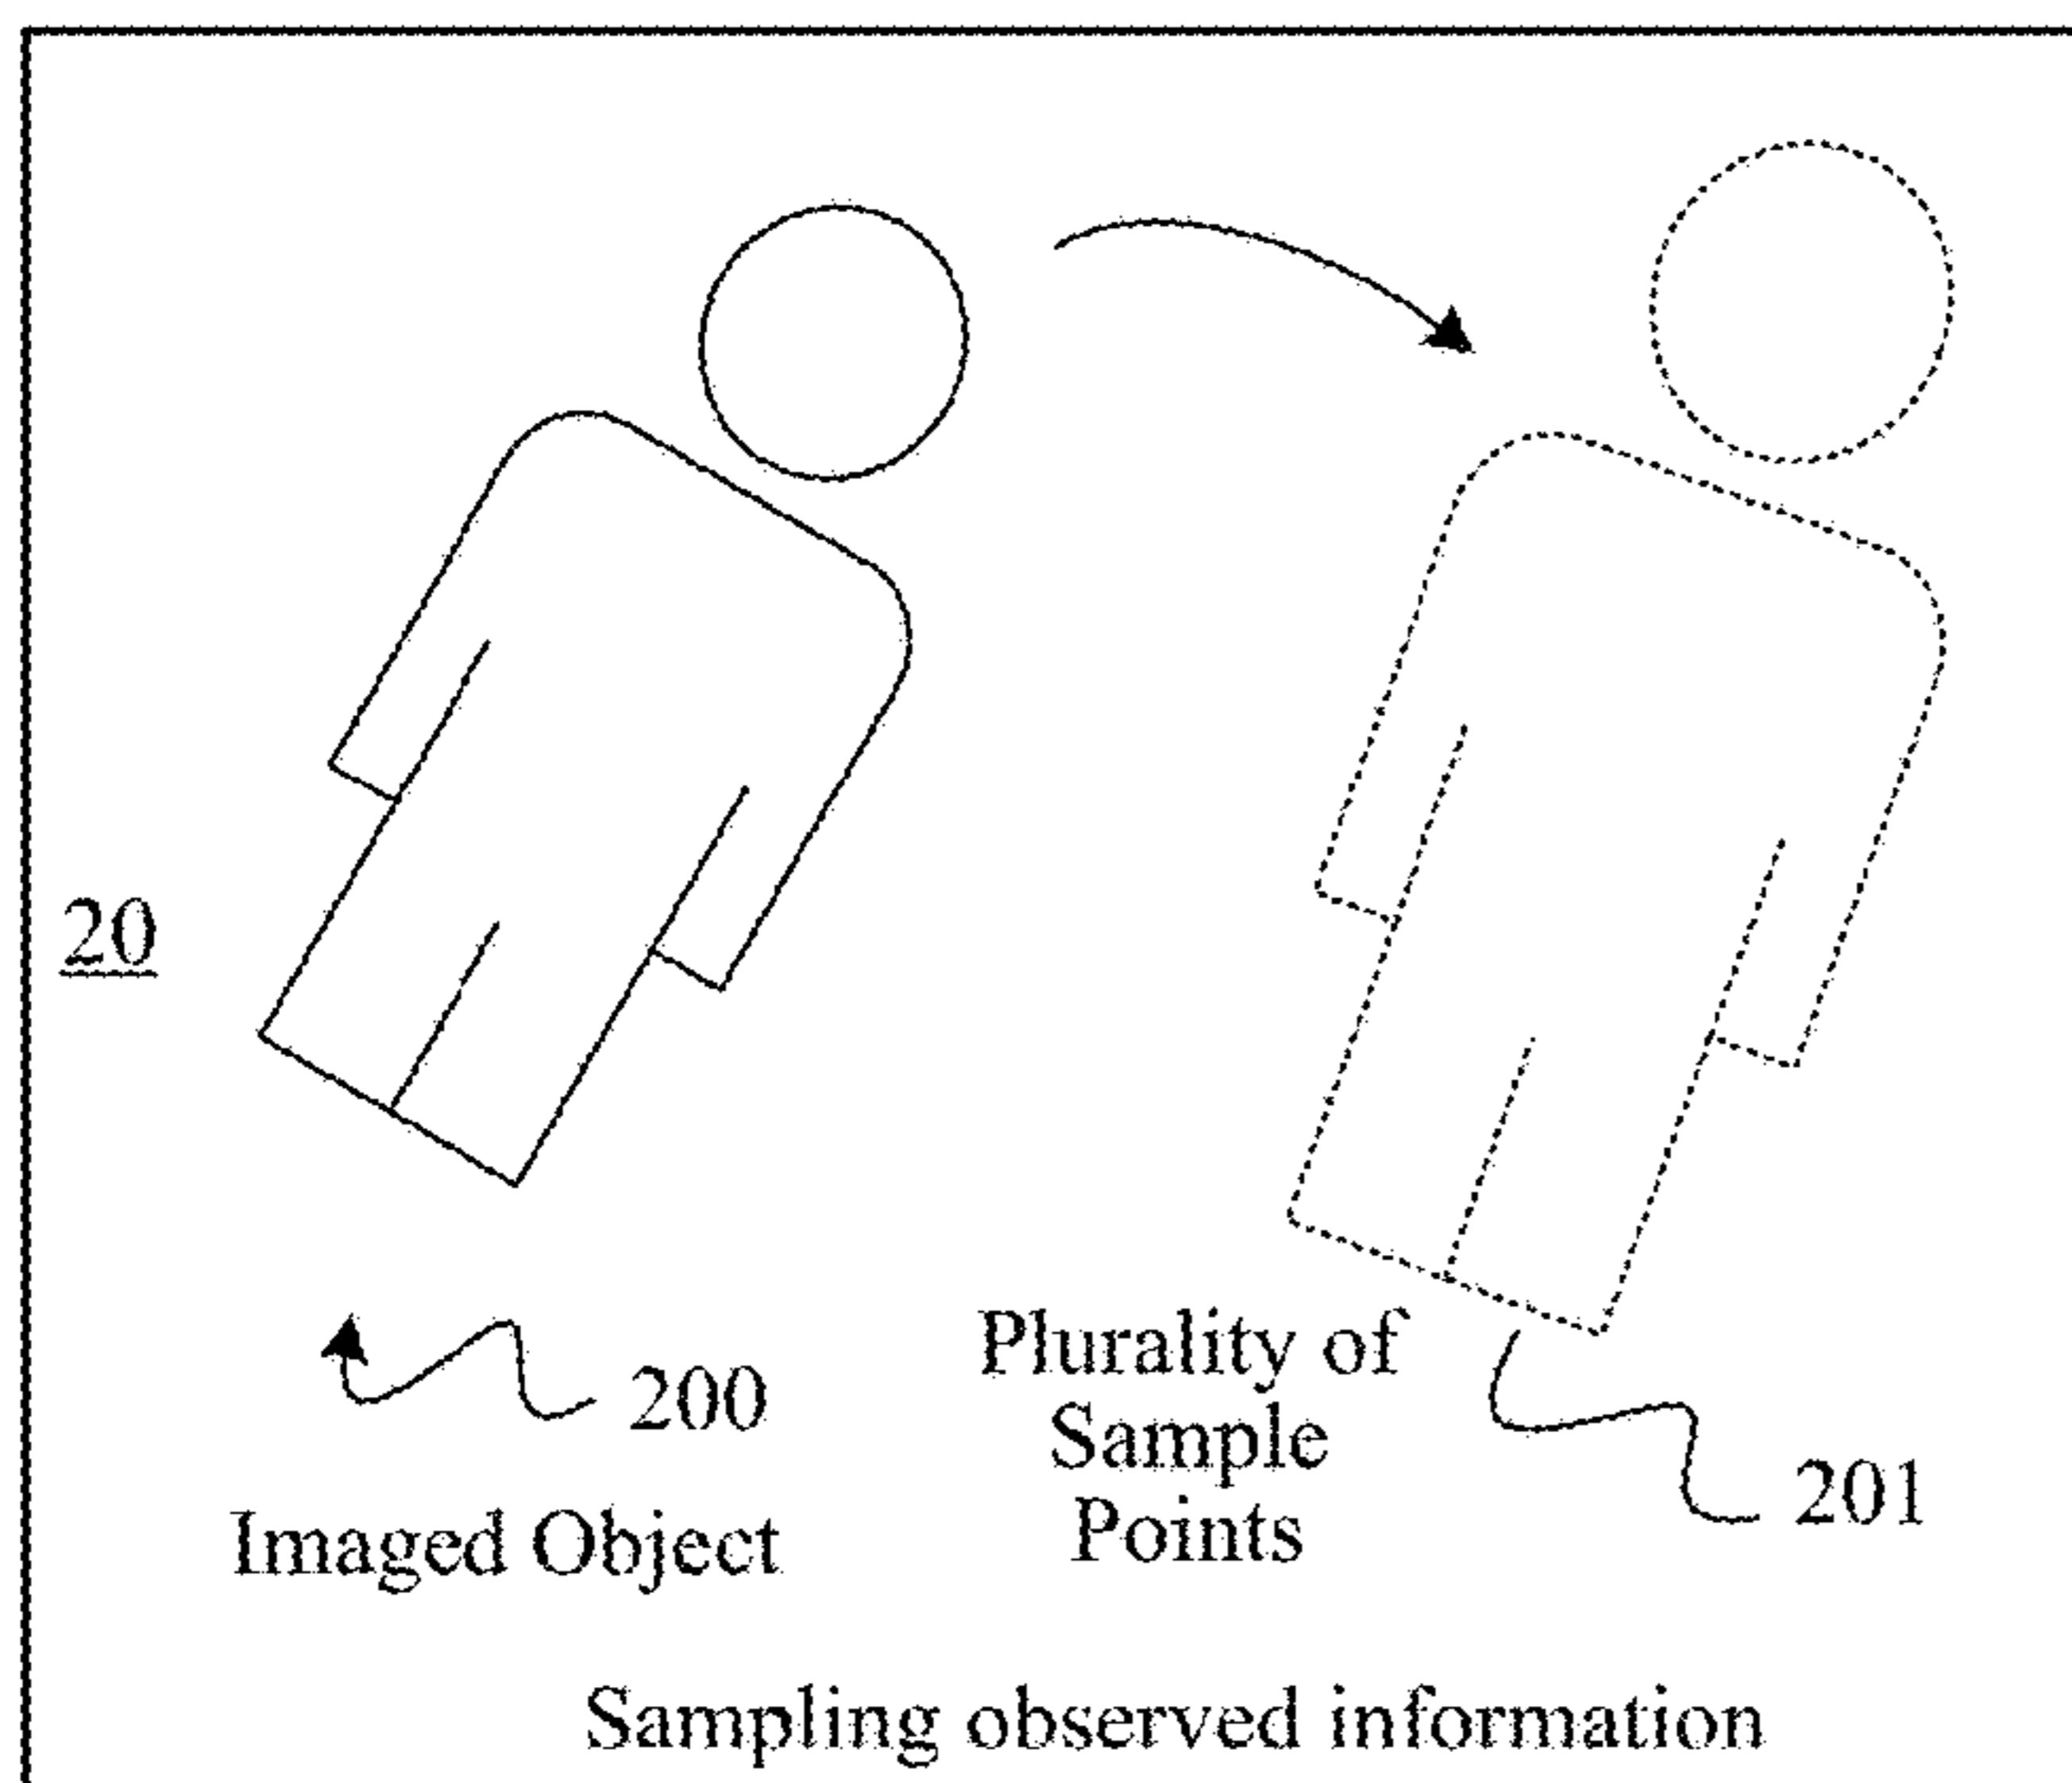 20
200
Imaged Object
Plurality of
Sample
Points
201
Sampling observed information